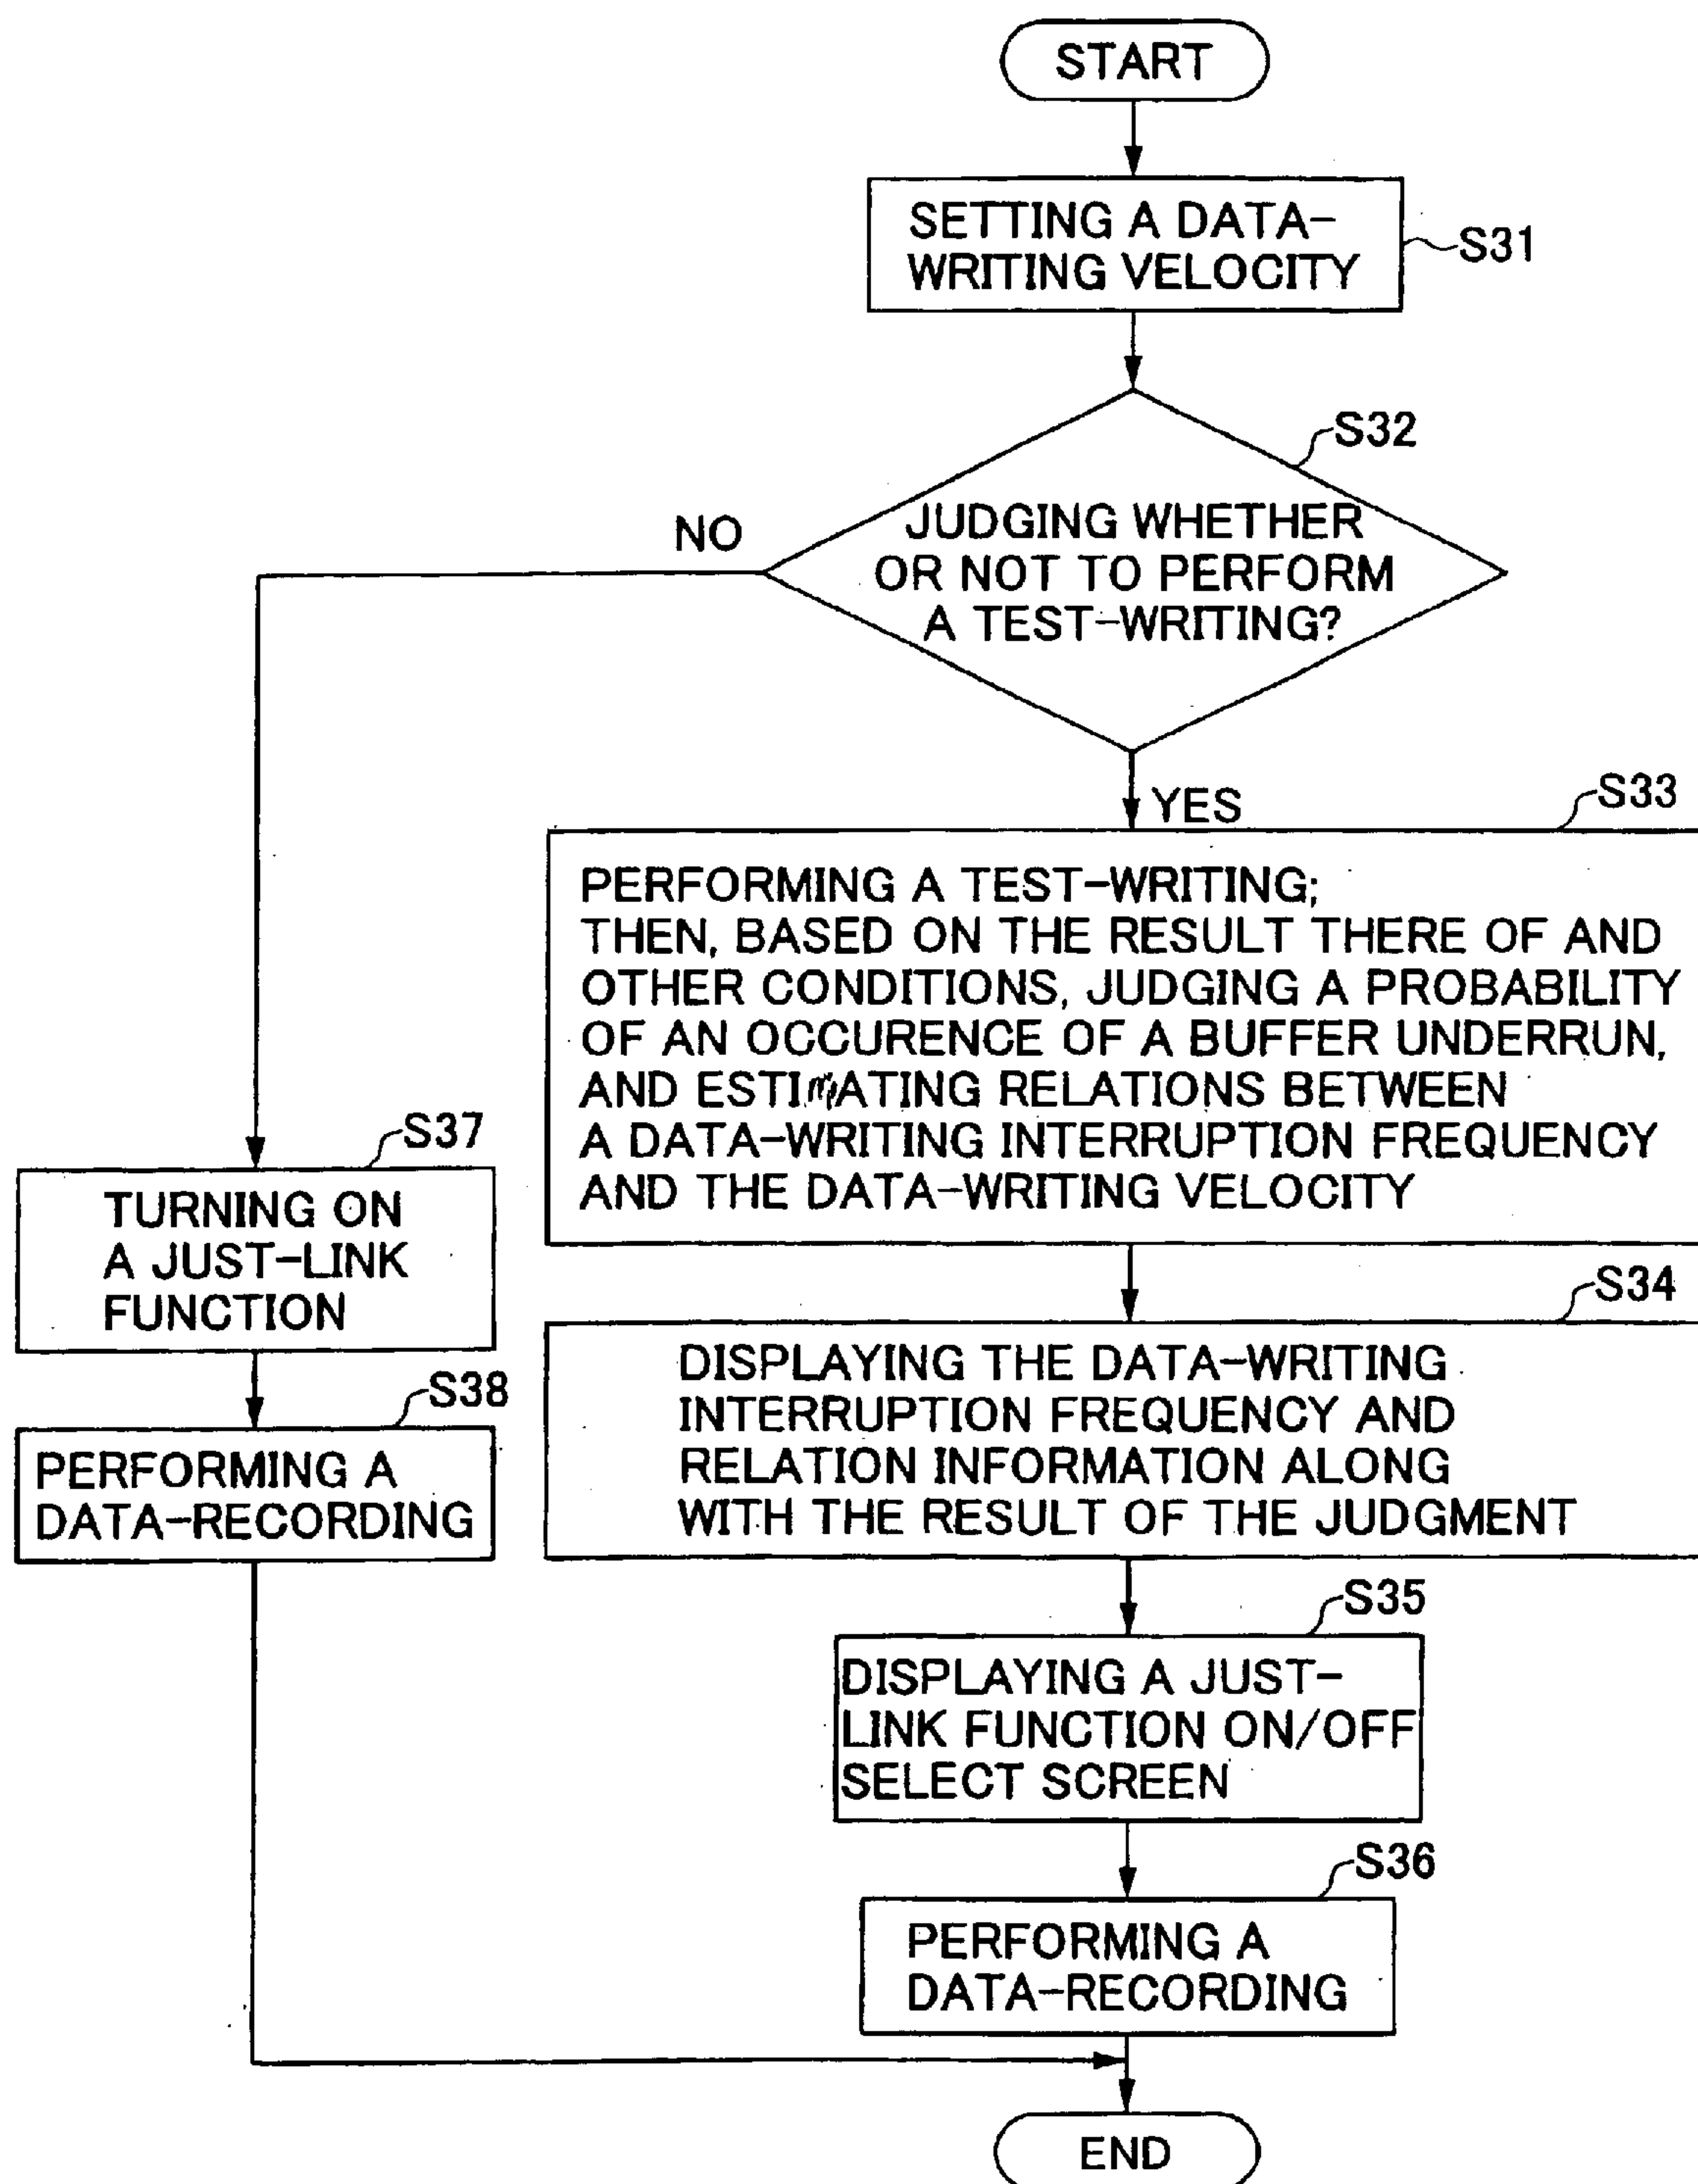 START
SETTING A DATA-
WRITING VELOCITY
S31
S32
JUDGING WHETHER
OR NOT TO PERFORM
A TEST-WRITING?
NO
YES
S33
PERFORMING A TEST-WRITING;
THEN, BASED ON THE RESULT THERE OF AND
OTHER CONDITIONS, JUDGING A PROBABILITY
OF AN OCCURENCE OF A BUFFER UNDERRUN,
AND ESTIMATING RELATIONS BETWEEN
A DATA-WRITING INTERRUPTION FREQUENCY
AND THE DATA-WRITING VELOCITY
S34
DISPLAYING THE DATA-WRITING
INTERRUPTION FREQUENCY AND
RELATION INFORMATION ALONG
WITH THE RESULT OF THE JUDGMENT
S35
DISPLAYING A JUST-
LINK FUNCTION ON/OFF
SELECT SCREEN
S36
PERFORMING A
DATA-RECORDING
S37
TURNING ON
A JUST-LINK
FUNCTION
S38
PERFORMING A
DATA-RECORDING
END